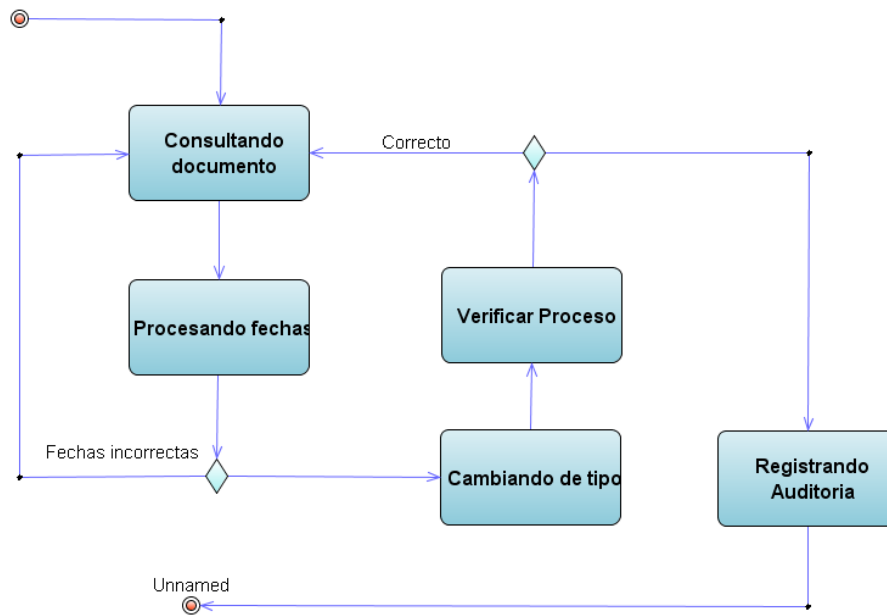 Consultando
documento
Correcto
Procesando fechas
Verificar Proceso
Fechas incorrectas
Cambiando de tipo
Registrando
Auditoria
Unnamed